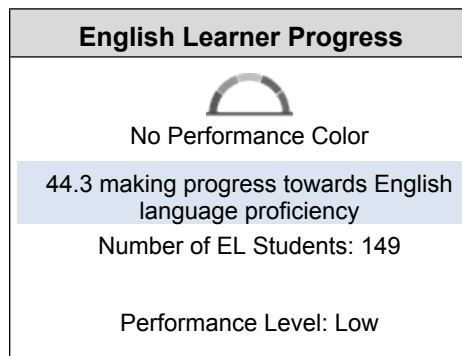 English Learner Progress
No Performance Color
44.3 making progress towards English
language proficiency
Number of EL Students: 149
Performance Level: Low